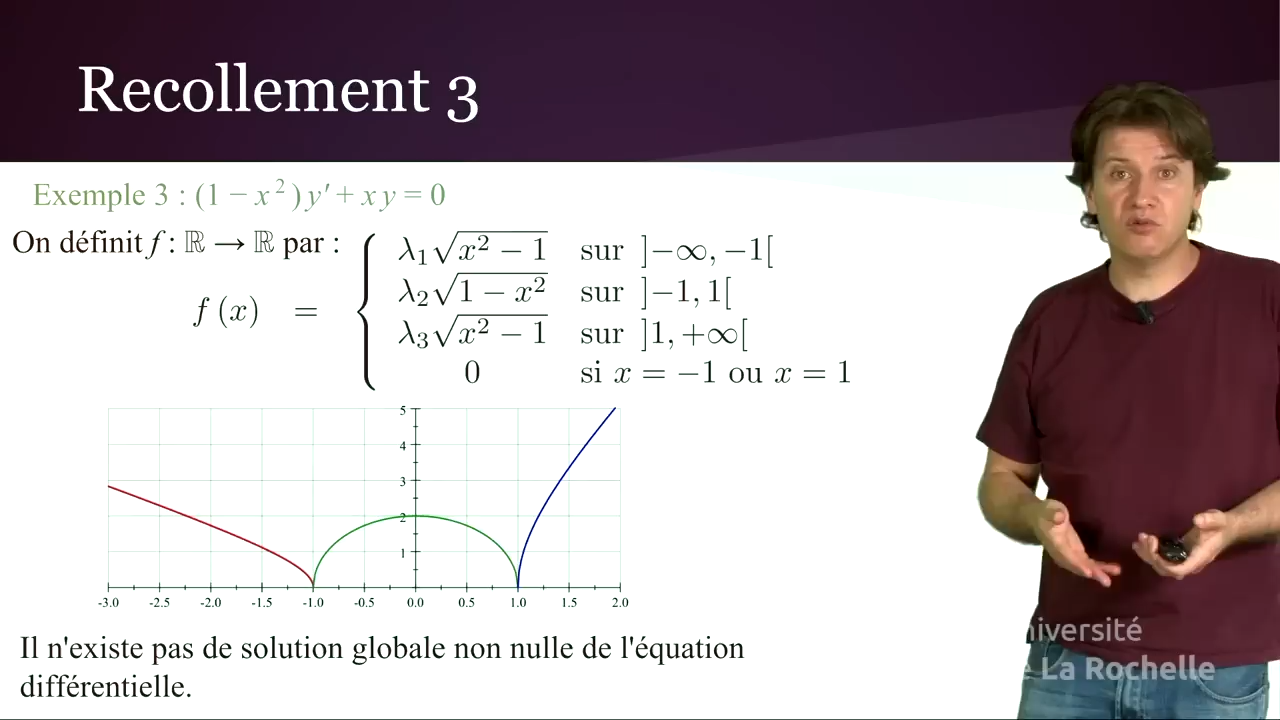 Recollement 3
Exemple 3 : (1 − x²)y′ + xy = 0
On définit f : ℝ → ℝ par :
f(x) = {
λ₁√(x² − 1) sur ]−∞, −1[
λ₂√(1 − x²) sur ]−1, 1[
λ₃√(x² − 1) sur ]1, +∞[
0 si x = −1 ou x = 1
5
4
3
2
1
-3.0 -2.5 -2.0 -1.5 -1.0 -0.5 0.0 0.5 1.0 1.5 2.0
Il n'existe pas de solution globale non nulle de l'équation
différentielle.
niversité
e La Rochelle